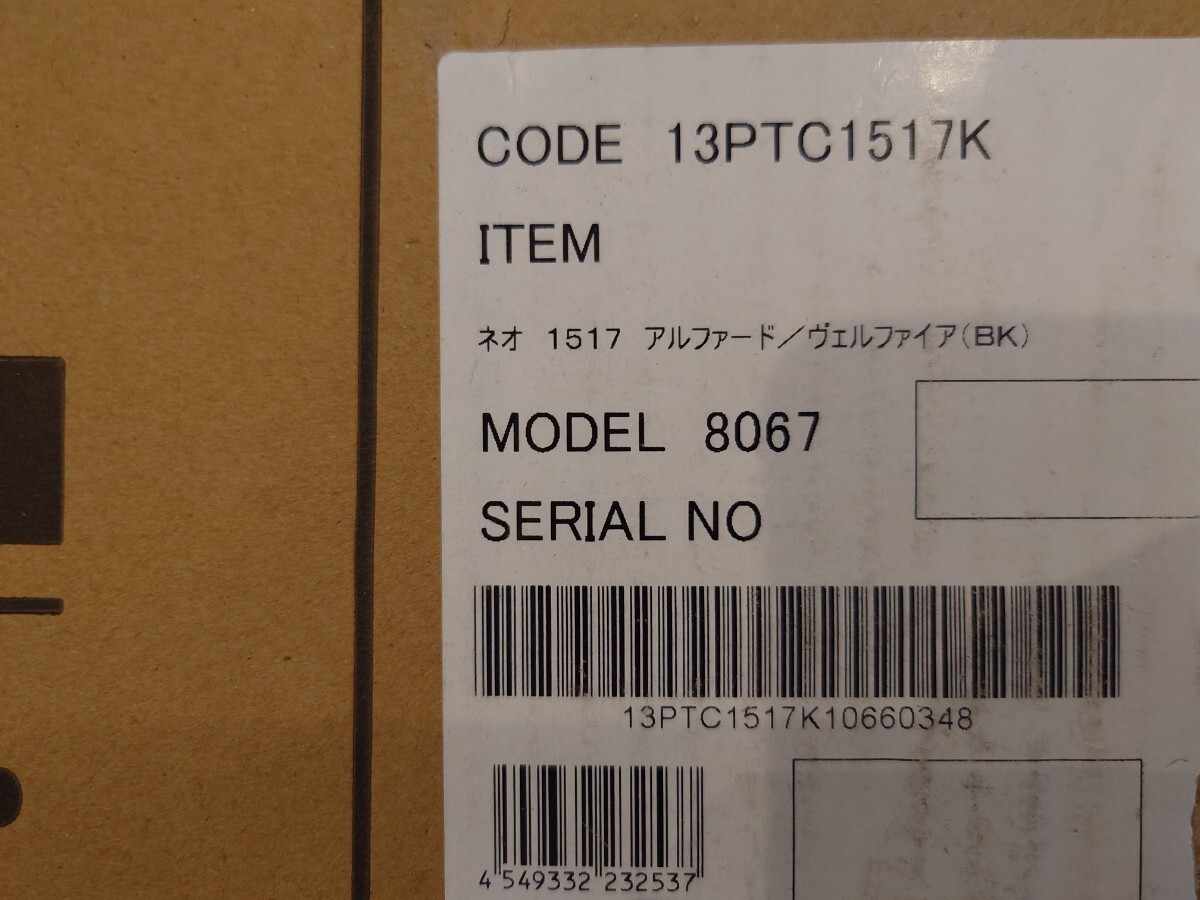 CODE 13PTC1517K
ITEM
ネオ 1517 アルファード／ヴェルファイア(BK)
MODEL 8067
SERIAL NO
13PTC1517K10660348
4 549332 232537